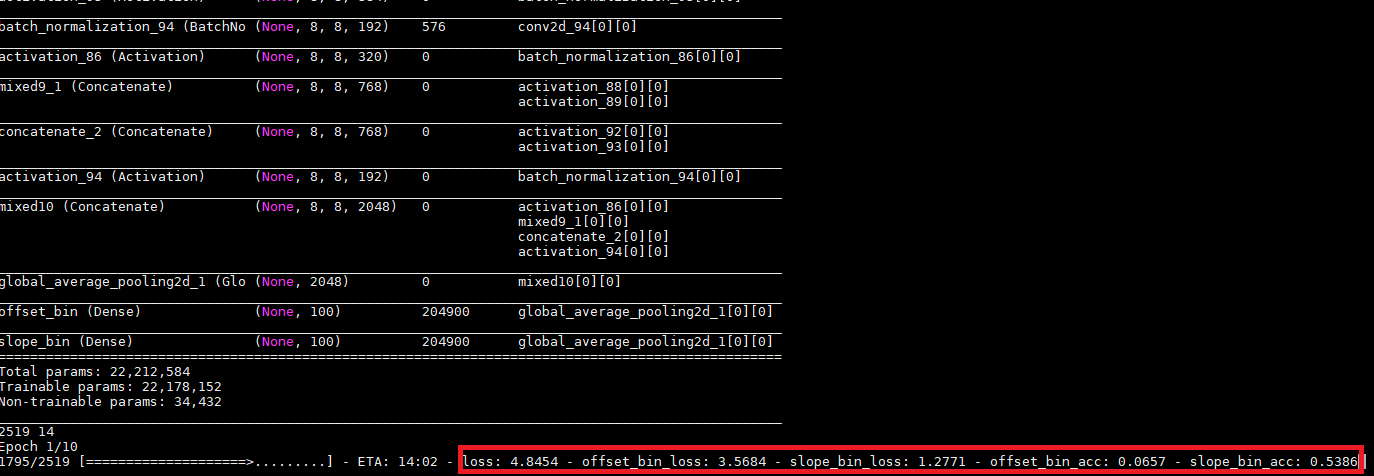 batch_normalization_94 (BatchNo (None, 8, 8, 192) 576 conv2d_94[0][0]
activation_86 (Activation) (None, 8, 8, 320) 0 batch_normalization_86[0][0]
mixed9_1 (Concatenate) (None, 8, 8, 768) 0 activation_88[0][0]
activation_89[0][0]
concatenate_2 (Concatenate) (None, 8, 8, 768) 0 activation_92[0][0]
activation_93[0][0]
activation_94 (Activation) (None, 8, 8, 192) 0 batch_normalization_94[0][0]
mixed10 (Concatenate) (None, 8, 8, 2048) 0 activation_86[0][0]
mixed9_1[0][0]
concatenate_2[0][0]
activation_94[0][0]
global_average_pooling2d_1 (Glo (None, 2048) 0 mixed10[0][0]
offset_bin (Dense) (None, 100) 204900 global_average_pooling2d_1[0][0]
slope_bin (Dense) (None, 100) 204900 global_average_pooling2d_1[0][0]
Total params: 22,212,584
Trainable params: 22,178,152
Non-trainable params: 34,432
2519 14
Epoch 1/10
1795/2519 [====================>.........] - ETA: 14:02 - loss: 4.8454 - offset_bin_loss: 3.5684 - slope_bin_loss: 1.2771 - offset_bin_acc: 0.0657 - slope_bin_acc: 0.5386